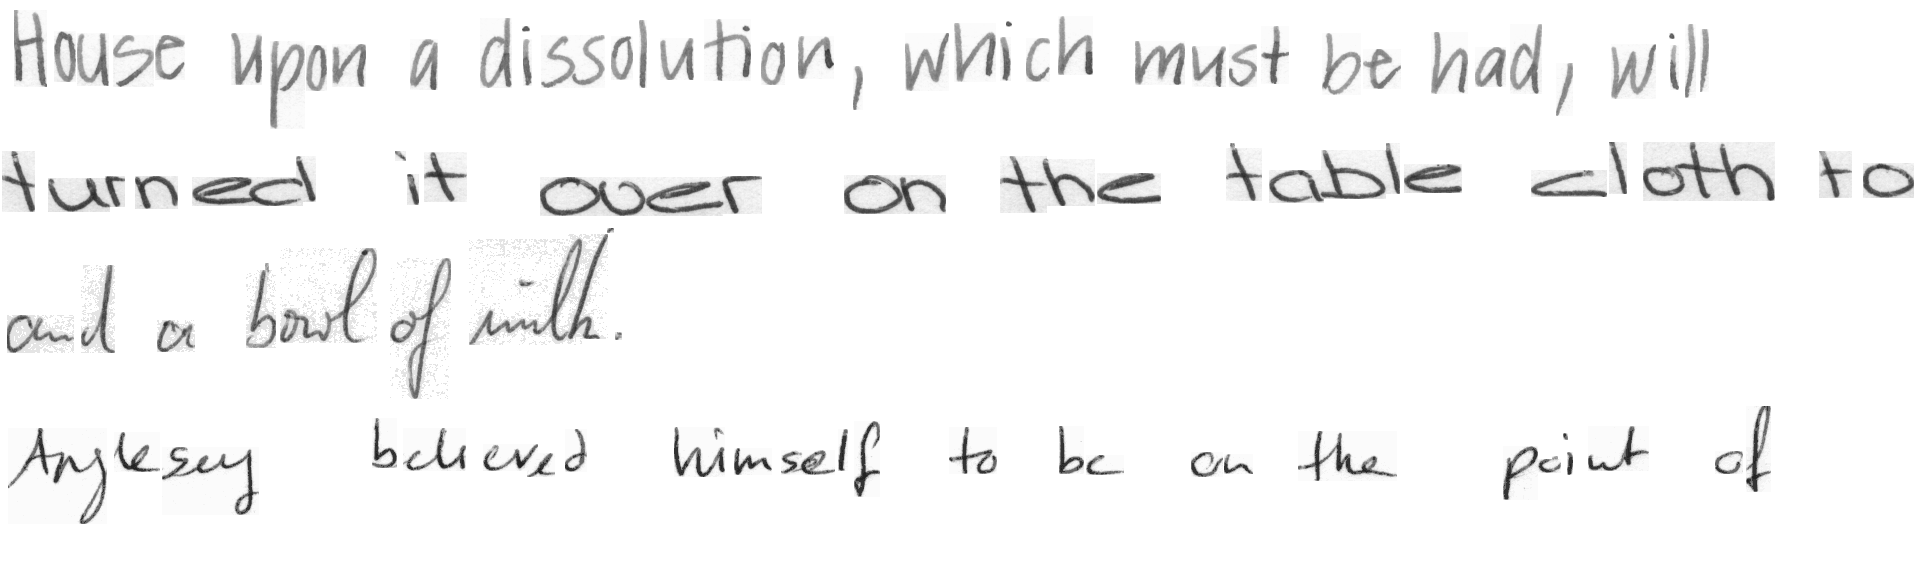 House upon a dissolution, which must be had, will
turned it over on the table cloth to
and a bowl of milk.
Anglesey believed himself to be on the point of